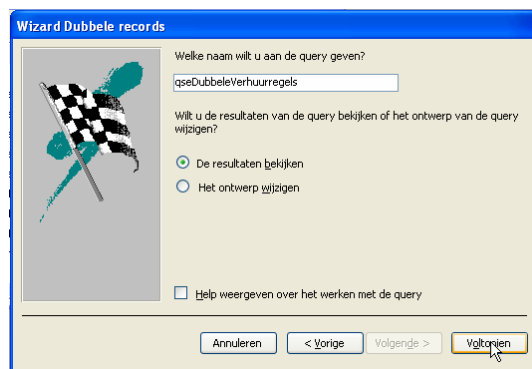 Wizard Dubbele records
Welke naam wilt u aan de query geven?
qseDubbeleVerhuurregels
Wilt u de resultaten van de query bekijken of het ontwerp van de query
wijzigen?
De resultaten bekijken
Het ontwerp wijzigen
Help weergeven over het werken met de query
Annuleren
< Vorige
Volgende >
Voltooien